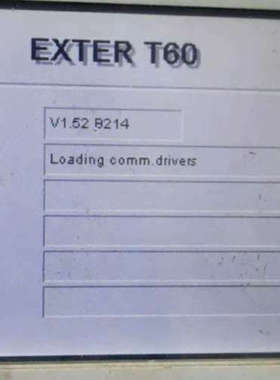 EXTER T60
V1.52 B214
Loading comm.drivers